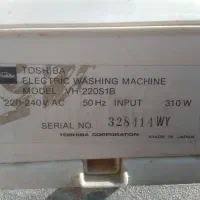 TOSHIBA
ELECTRIC WASHING MACHINE
MODEL VH-220S1B
220-240V AC 50Hz INPUT 310W
SERIAL NO. 328414WY
TOSHIBA CORPORATION MADE IN JAPAN